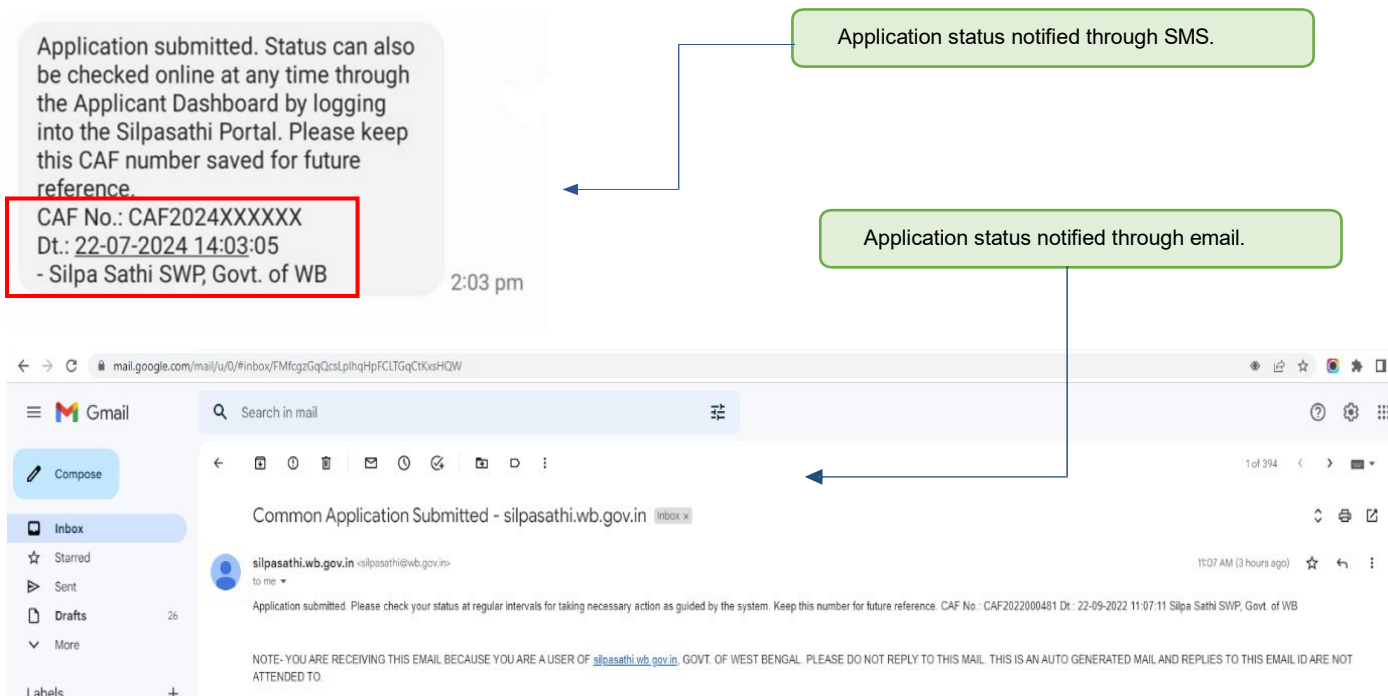 Application submitted. Status can also
be checked online at any time through
the Applicant Dashboard by logging
into the Silpasathi Portal. Please keep
this CAF number saved for future
reference.
CAF No.: CAF2024XXXXXX
Dt.: 22-07-2024 14:03:05
- Silpa Sathi SWP, Govt. of WB
2:03 pm
Application status notified through SMS.
Application status notified through email.
mail.google.com/mail/u/0/#inbox/FMfcgzGqQcsLplhqHpFCLTGqCtKxsHQW
Gmail
Search in mail
Compose
1 of 394
Inbox
Starred
Sent
Drafts 26
More
Labels +
Common Application Submitted - silpasathi.wb.gov.in Inbox x
silpasathi.wb.gov.in <silpasathi@wb.gov.in> 11:07 AM (3 hours ago)
to me
Application submitted. Please check your status at regular intervals for taking necessary action as guided by the system. Keep this number for future reference. CAF No.: CAF2022000481 Dt.: 22-09-2022 11:07:11 Silpa Sathi SWP, Govt. of WB
NOTE- YOU ARE RECEIVING THIS EMAIL BECAUSE YOU ARE A USER OF silpasathi.wb.gov.in, GOVT. OF WEST BENGAL. PLEASE DO NOT REPLY TO THIS MAIL. THIS IS AN AUTO GENERATED MAIL AND REPLIES TO THIS EMAIL ID ARE NOT
ATTENDED TO.